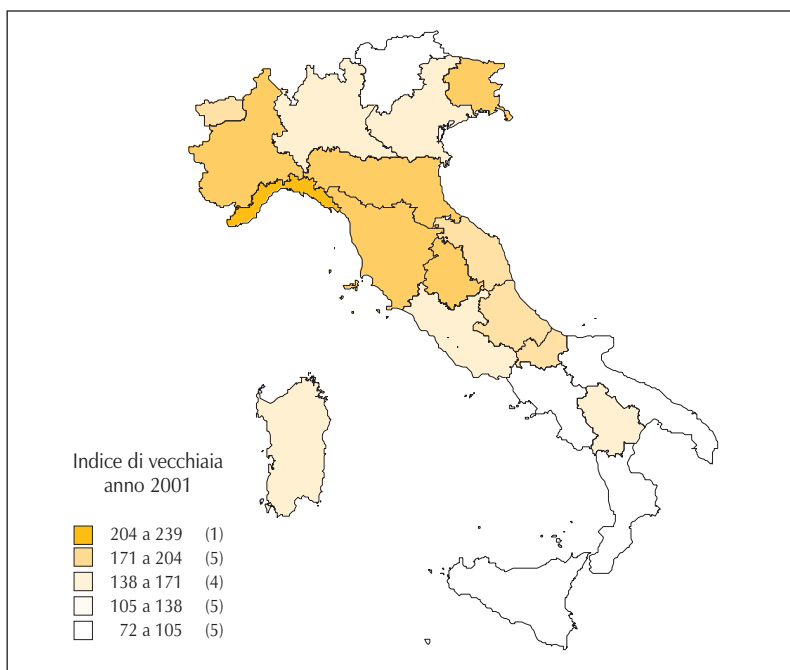 Indice di vecchiaia
anno 2001
204 a 239 (1)
171 a 204 (5)
138 a 171 (4)
105 a 138 (5)
72 a 105 (5)